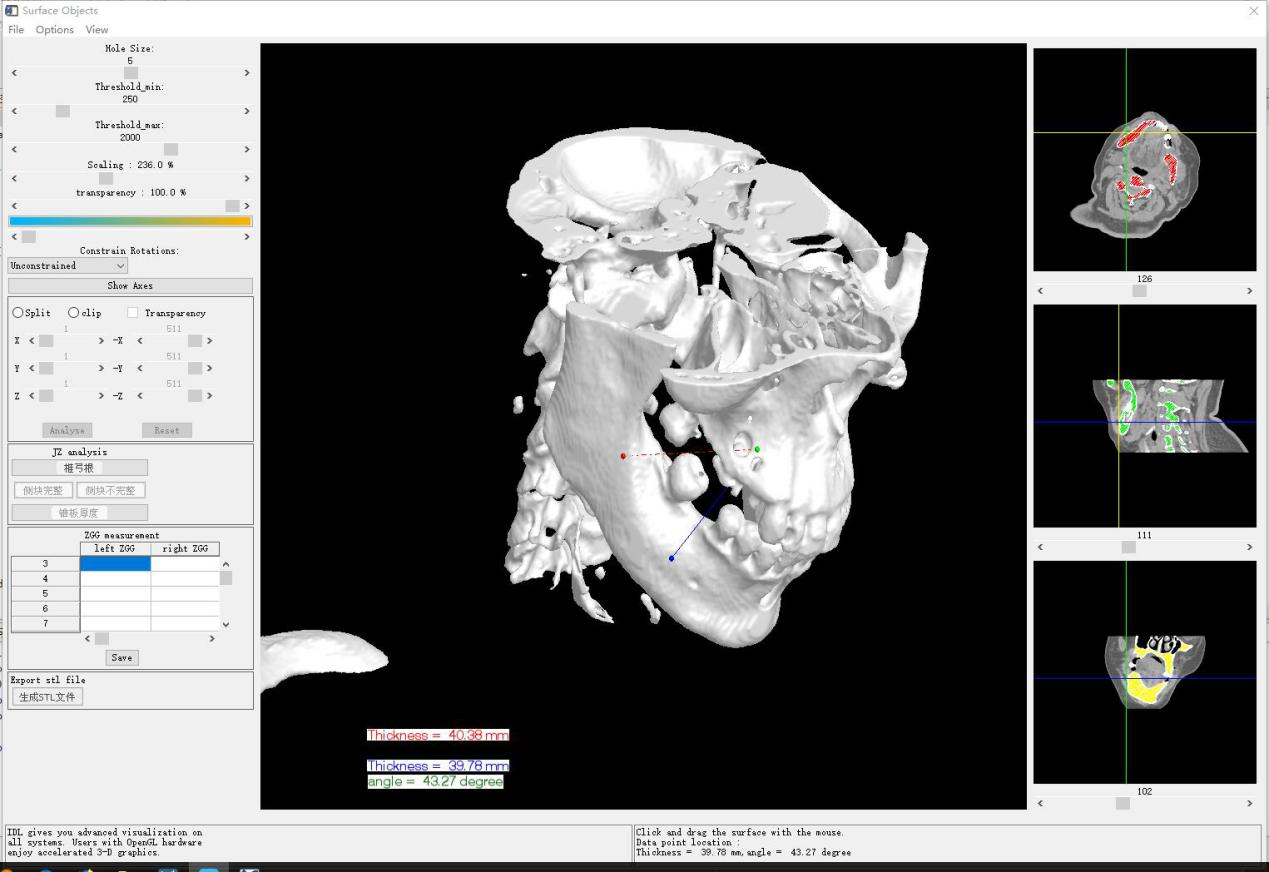 Surface Objects
File Options View
Hole Size:
5
Threshold_min:
250
Threshold_max:
2000
Scaling : 236.0 %
transparency : 100.0 %
Constrain Rotations:
Unconstrained
Show Axes
Split clip Transparency
1 511
X -X
1 511
Y -Y
1 511
Z -Z
Analyse Reset
JZ analysis
椎弓根
侧块完整 侧块不完整
锥板厚度
ZGG measurement
left ZGG right ZGG
3
4
5
6
7
Save
Export stl file
生成STL文件
Thickness = 40.38 mm
Thickness = 39.78 mm
angle = 43.27 degree
126
111
102
IDL gives you advanced visualization on
all systems. Users with OpenGL hardware
enjoy accelerated 3-D graphics.
Click and drag the surface with the mouse.
Data point location :
Thickness = 39.78 mm,angle = 43.27 degree